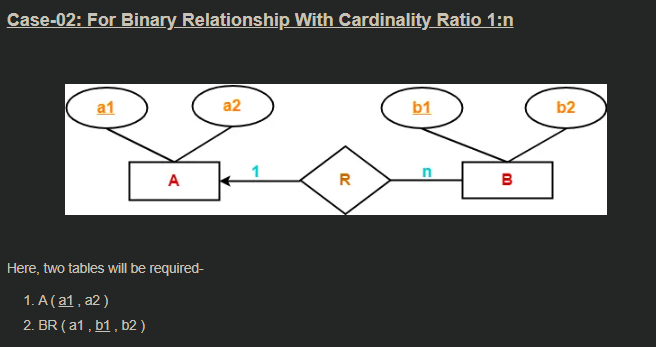 Case-02: For Binary Relationship With Cardinality Ratio 1:n
a1 a2 b1 b2
A 1 R n B
Here, two tables will be required-
1. A ( a1 , a2 )
2. BR ( a1 , b1 , b2 )